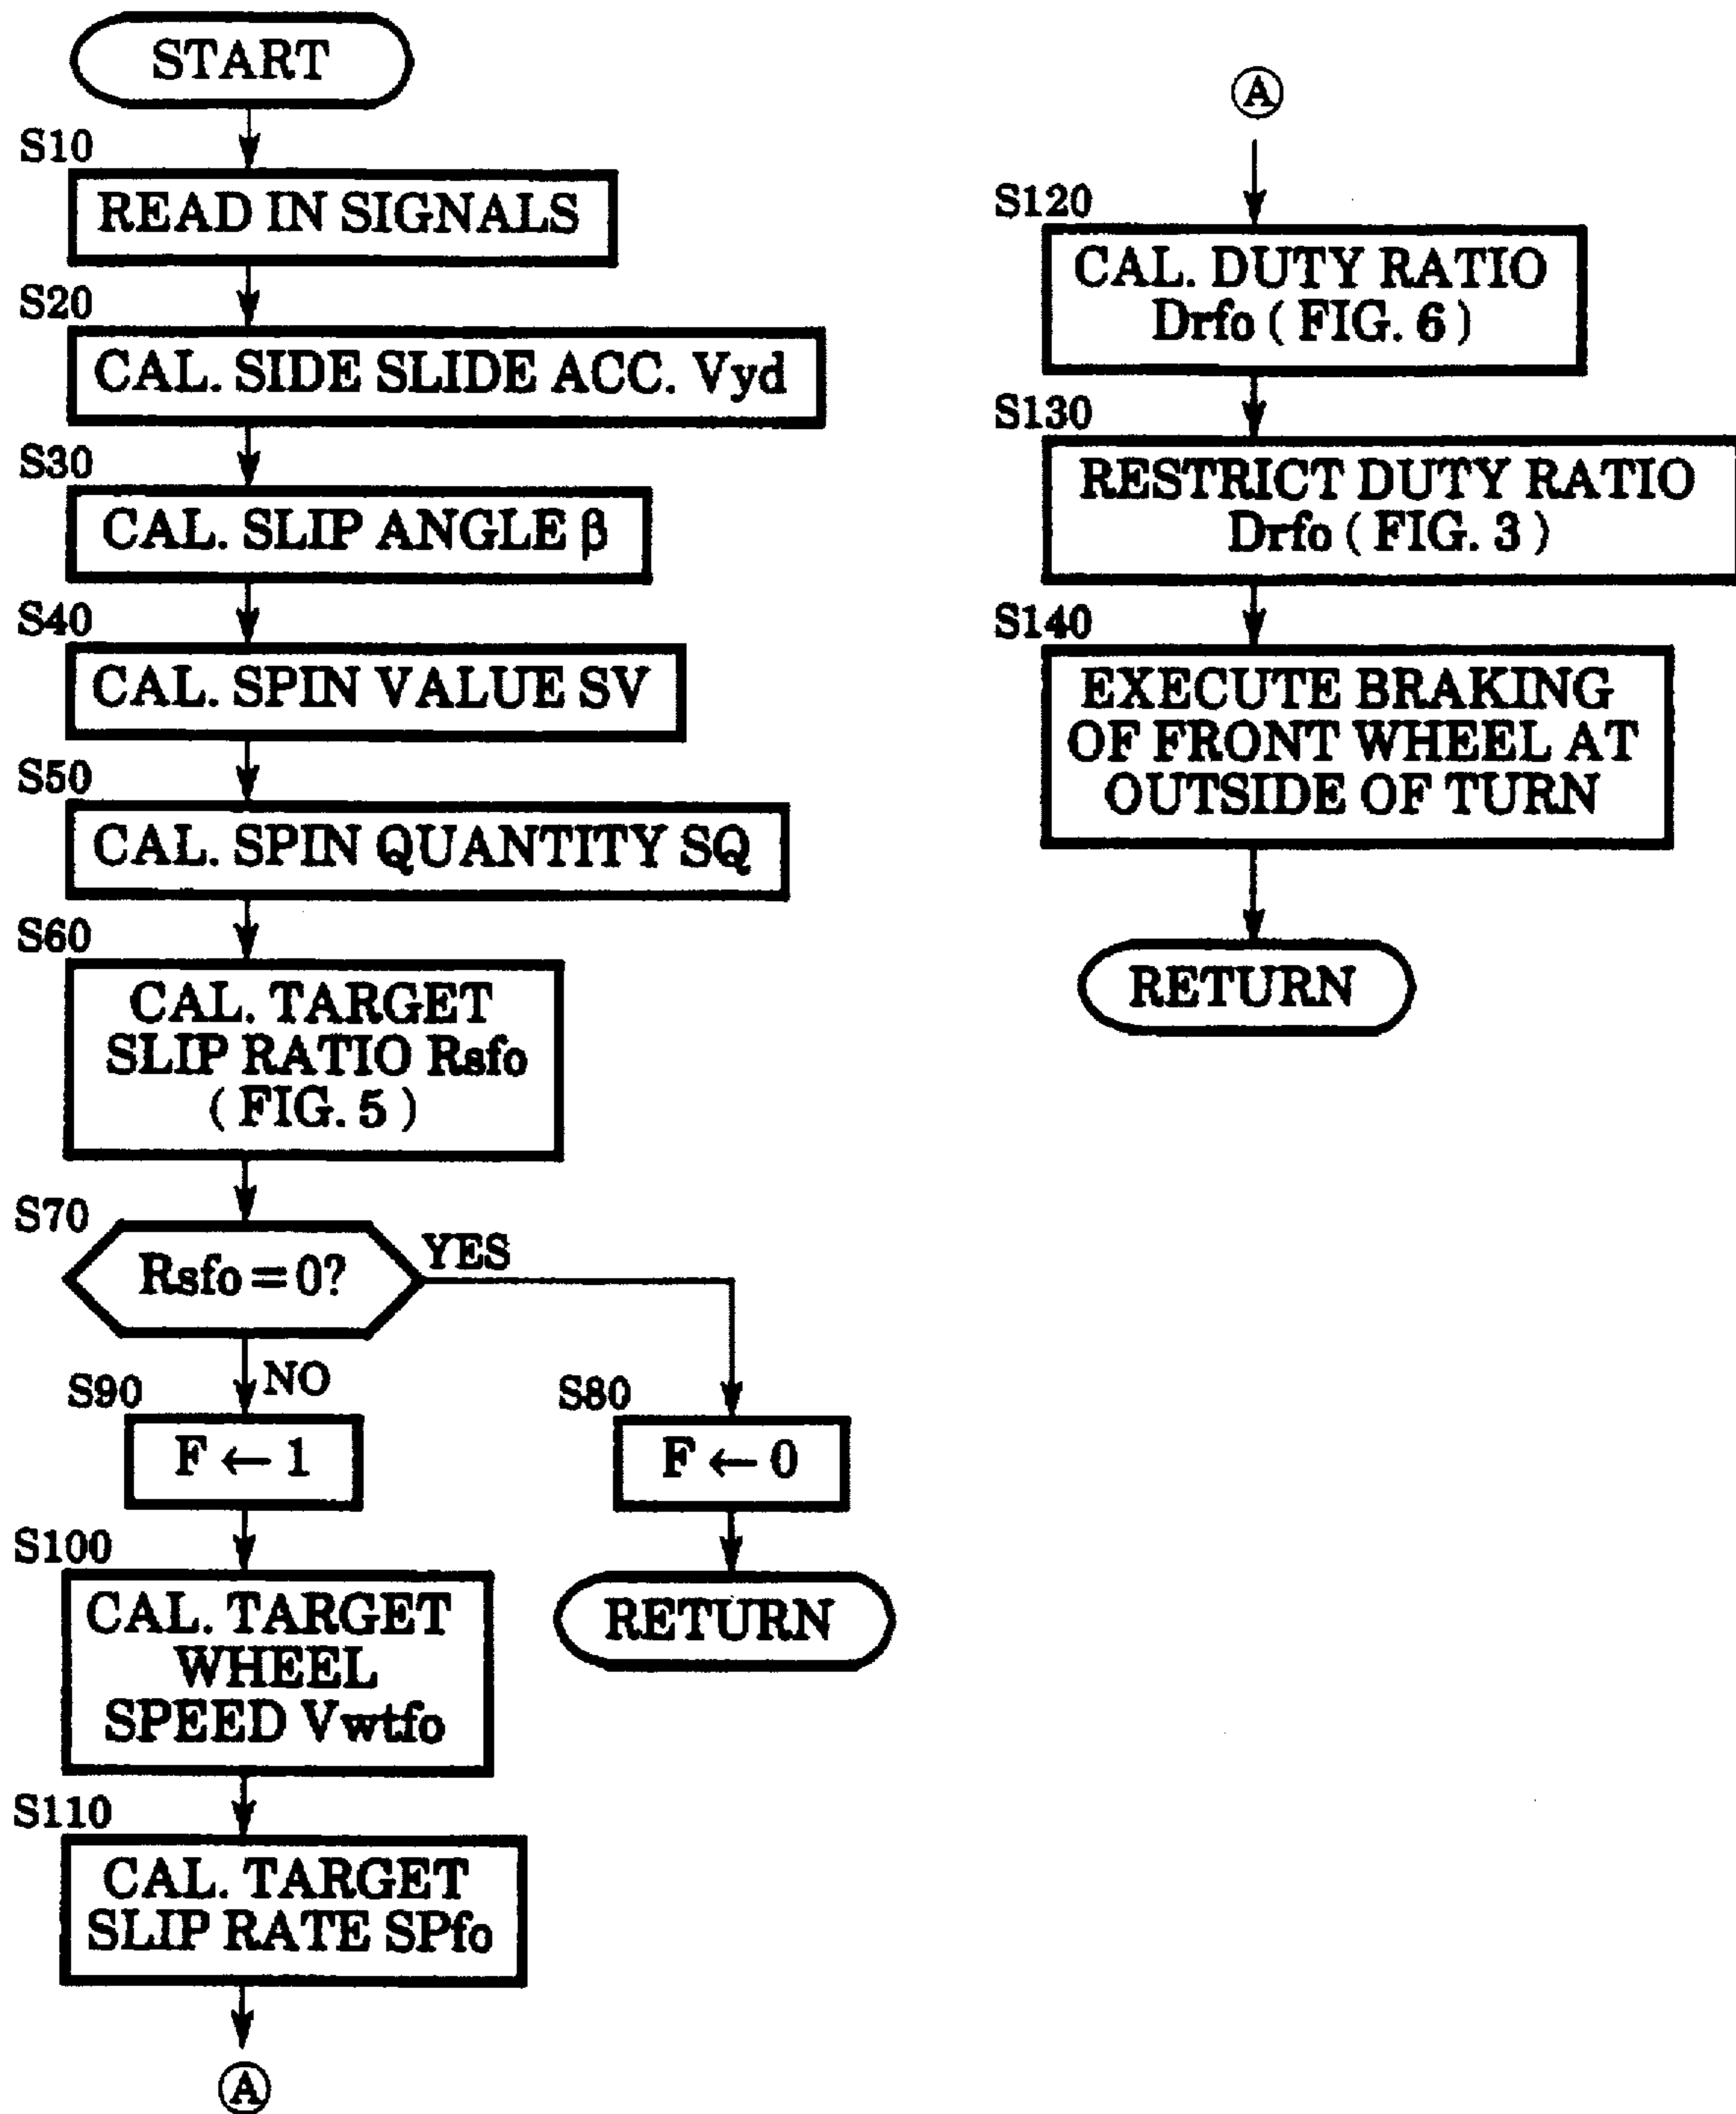 START
S10
READ IN SIGNALS
S20
CAL. SIDE SLIDE ACC. Vyd
S30
CAL. SLIP ANGLE β
S40
CAL. SPIN VALUE SV
S50
CAL. SPIN QUANTITY SQ
S60
CAL. TARGET
SLIP RATIO Rsfo
( FIG. 5 )
S70
Rsfo = 0?
YES
NO
S90
F ← 1
S80
F ← 0
RETURN
S100
CAL. TARGET
WHEEL
SPEED Vwtfo
S110
CAL. TARGET
SLIP RATE SPfo
A
A
S120
CAL. DUTY RATIO
Drfo ( FIG. 6 )
S130
RESTRICT DUTY RATIO
Drfo ( FIG. 3 )
S140
EXECUTE BRAKING
OF FRONT WHEEL AT
OUTSIDE OF TURN
RETURN